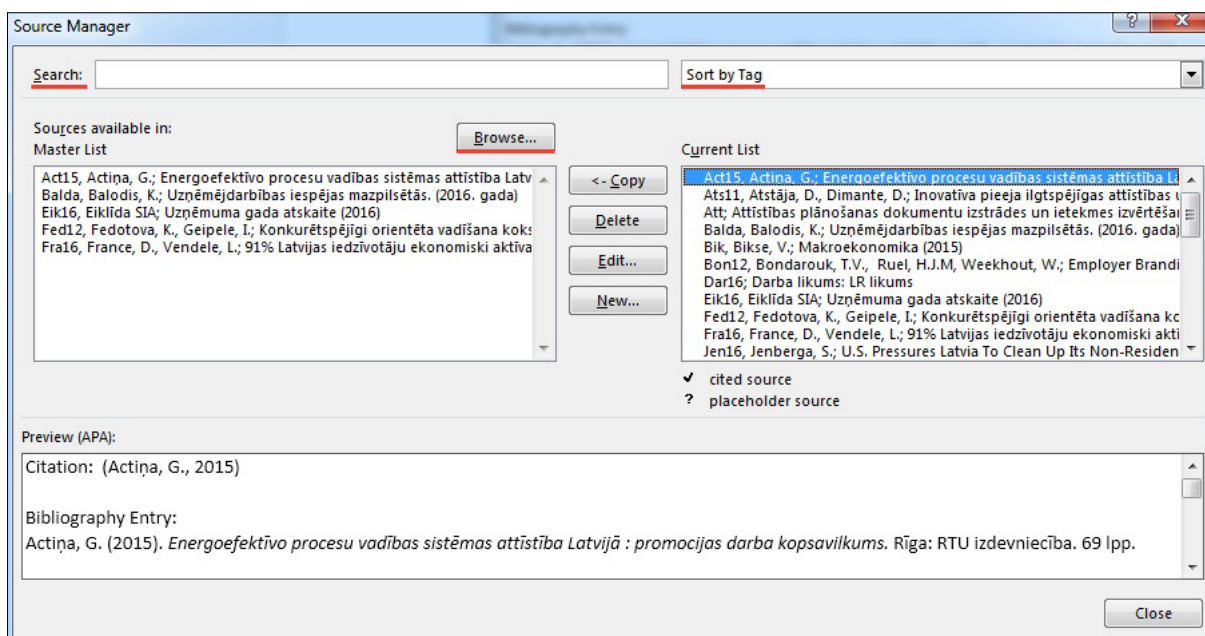 Source Manager
Search:
Sort by Tag
Sources available in:
Master List
Browse...
Act15, Actiņa, G.; Energoefektīvo procesu vadības sistēmas attīstība Latv
Balda, Balodis, K.; Uzņēmējdarbības iespējas mazpilsētās. (2016. gada)
Eik16, Eiklīda SIA; Uzņēmuma gada atskaite (2016)
Fed12, Fedotova, K., Geipele, I.; Konkurētspējīgi orientēta vadīšana koks
Fra16, France, D., Vendele, L.; 91% Latvijas iedzīvotāju ekonomiski aktīva
<- Copy
Delete
Edit...
New...
Current List
Act15, Actiņa, G.; Energoefektīvo procesu vadības sistēmas attīstība La
Ats11, Atstāja, D., Dimante, D.; Inovatīva pieeja ilgtspējīgas attīstības u
Att; Attīstības plānošanas dokumentu izstrādes un ietekmes izvērtēša
Balda, Balodis, K.; Uzņēmējdarbības iespējas mazpilsētās. (2016. gada)
Bik, Bikse, V.; Makroekonomika (2015)
Bon12, Bondarouk, T.V., Ruel, H.J.M, Weekhout, W.; Employer Brandi
Dar16; Darba likums: LR likums
Eik16, Eiklīda SIA; Uzņēmuma gada atskaite (2016)
Fed12, Fedotova, K., Geipele, I.; Konkurētspējīgi orientēta vadīšana ko
Fra16, France, D., Vendele, L.; 91% Latvijas iedzīvotāju ekonomiski akti
Jen16, Jenberga, S.; U.S. Pressures Latvia To Clean Up Its Non-Residen
✔ cited source
? placeholder source
Preview (APA):
Citation: (Actiņa, G., 2015)
Bibliography Entry:
Actiņa, G. (2015). Energoefektīvo procesu vadības sistēmas attīstība Latvijā : promocijas darba kopsavilkums. Rīga: RTU izdevniecība. 69 lpp.
Close